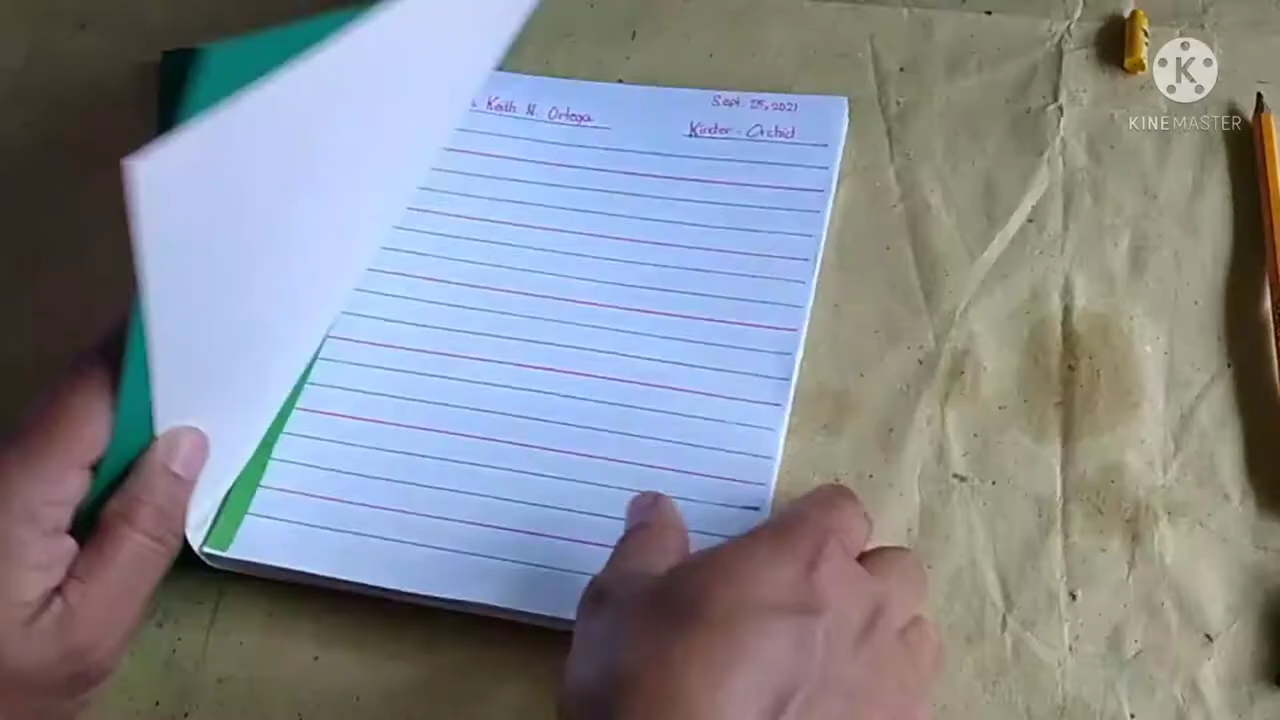 Keith N. Ortega
Sept. 25, 2021
Kinder - Orchid
KINEMASTER